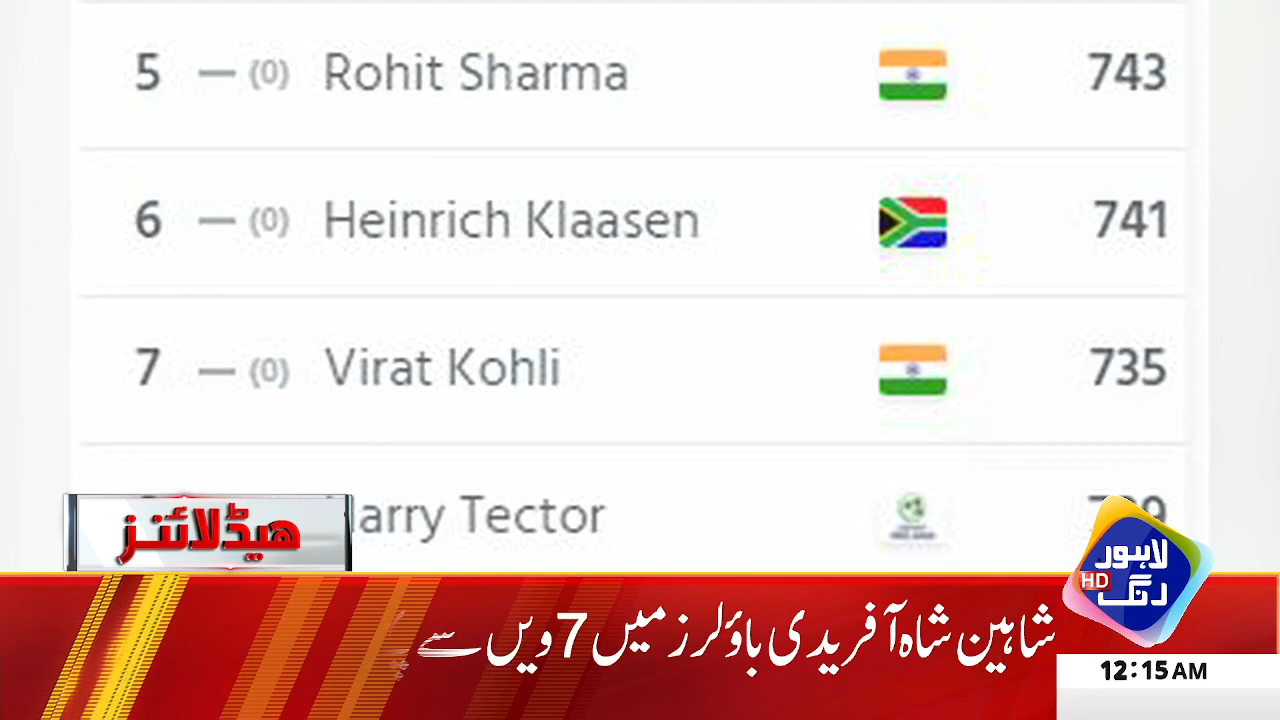 5 — (0) Rohit Sharma 743
6 — (0) Heinrich Klaasen 741
7 — (0) Virat Kohli 735
Tector
ہیڈلائنز
لاہور
رنگ
HD
شاہین شاہ آفریدی باؤلرز میں 7 ویں سے
12:15 AM